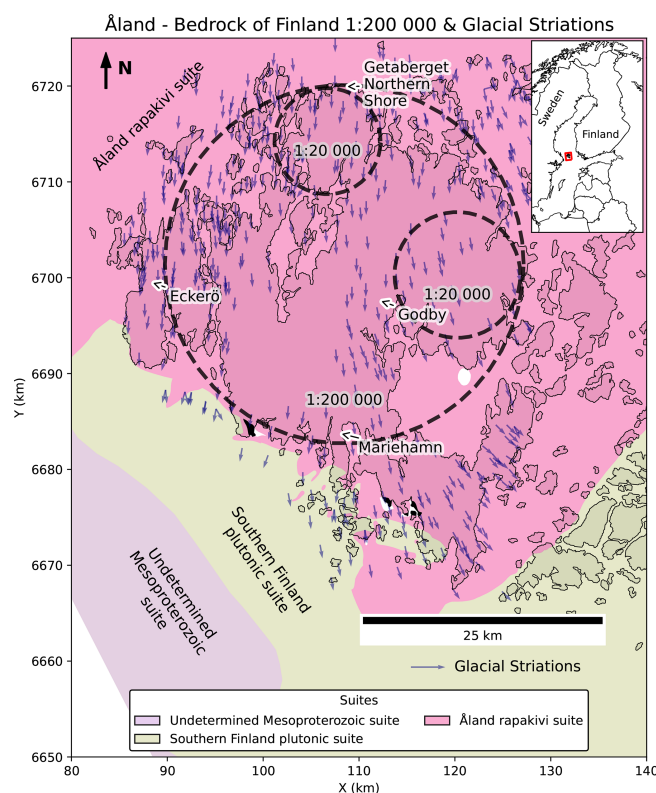 Åland - Bedrock of Finland 1:200 000 & Glacial Striations
N
Åland rapakivi suite
Getaberget
Northern
Shore
Sweden
Finland
1:20 000
1:20 000
Eckerö
Godby
1:200 000
Mariehamn
Southern Finland
plutonic suite
Undetermined
Mesoproterozoic
suite
25 km
Glacial Striations
Suites
Undetermined Mesoproterozoic suite
Southern Finland plutonic suite
Åland rapakivi suite
6720
6710
6700
6690
6680
6670
6660
6650
Y (km)
80 90 100 110 120 130 140
X (km)